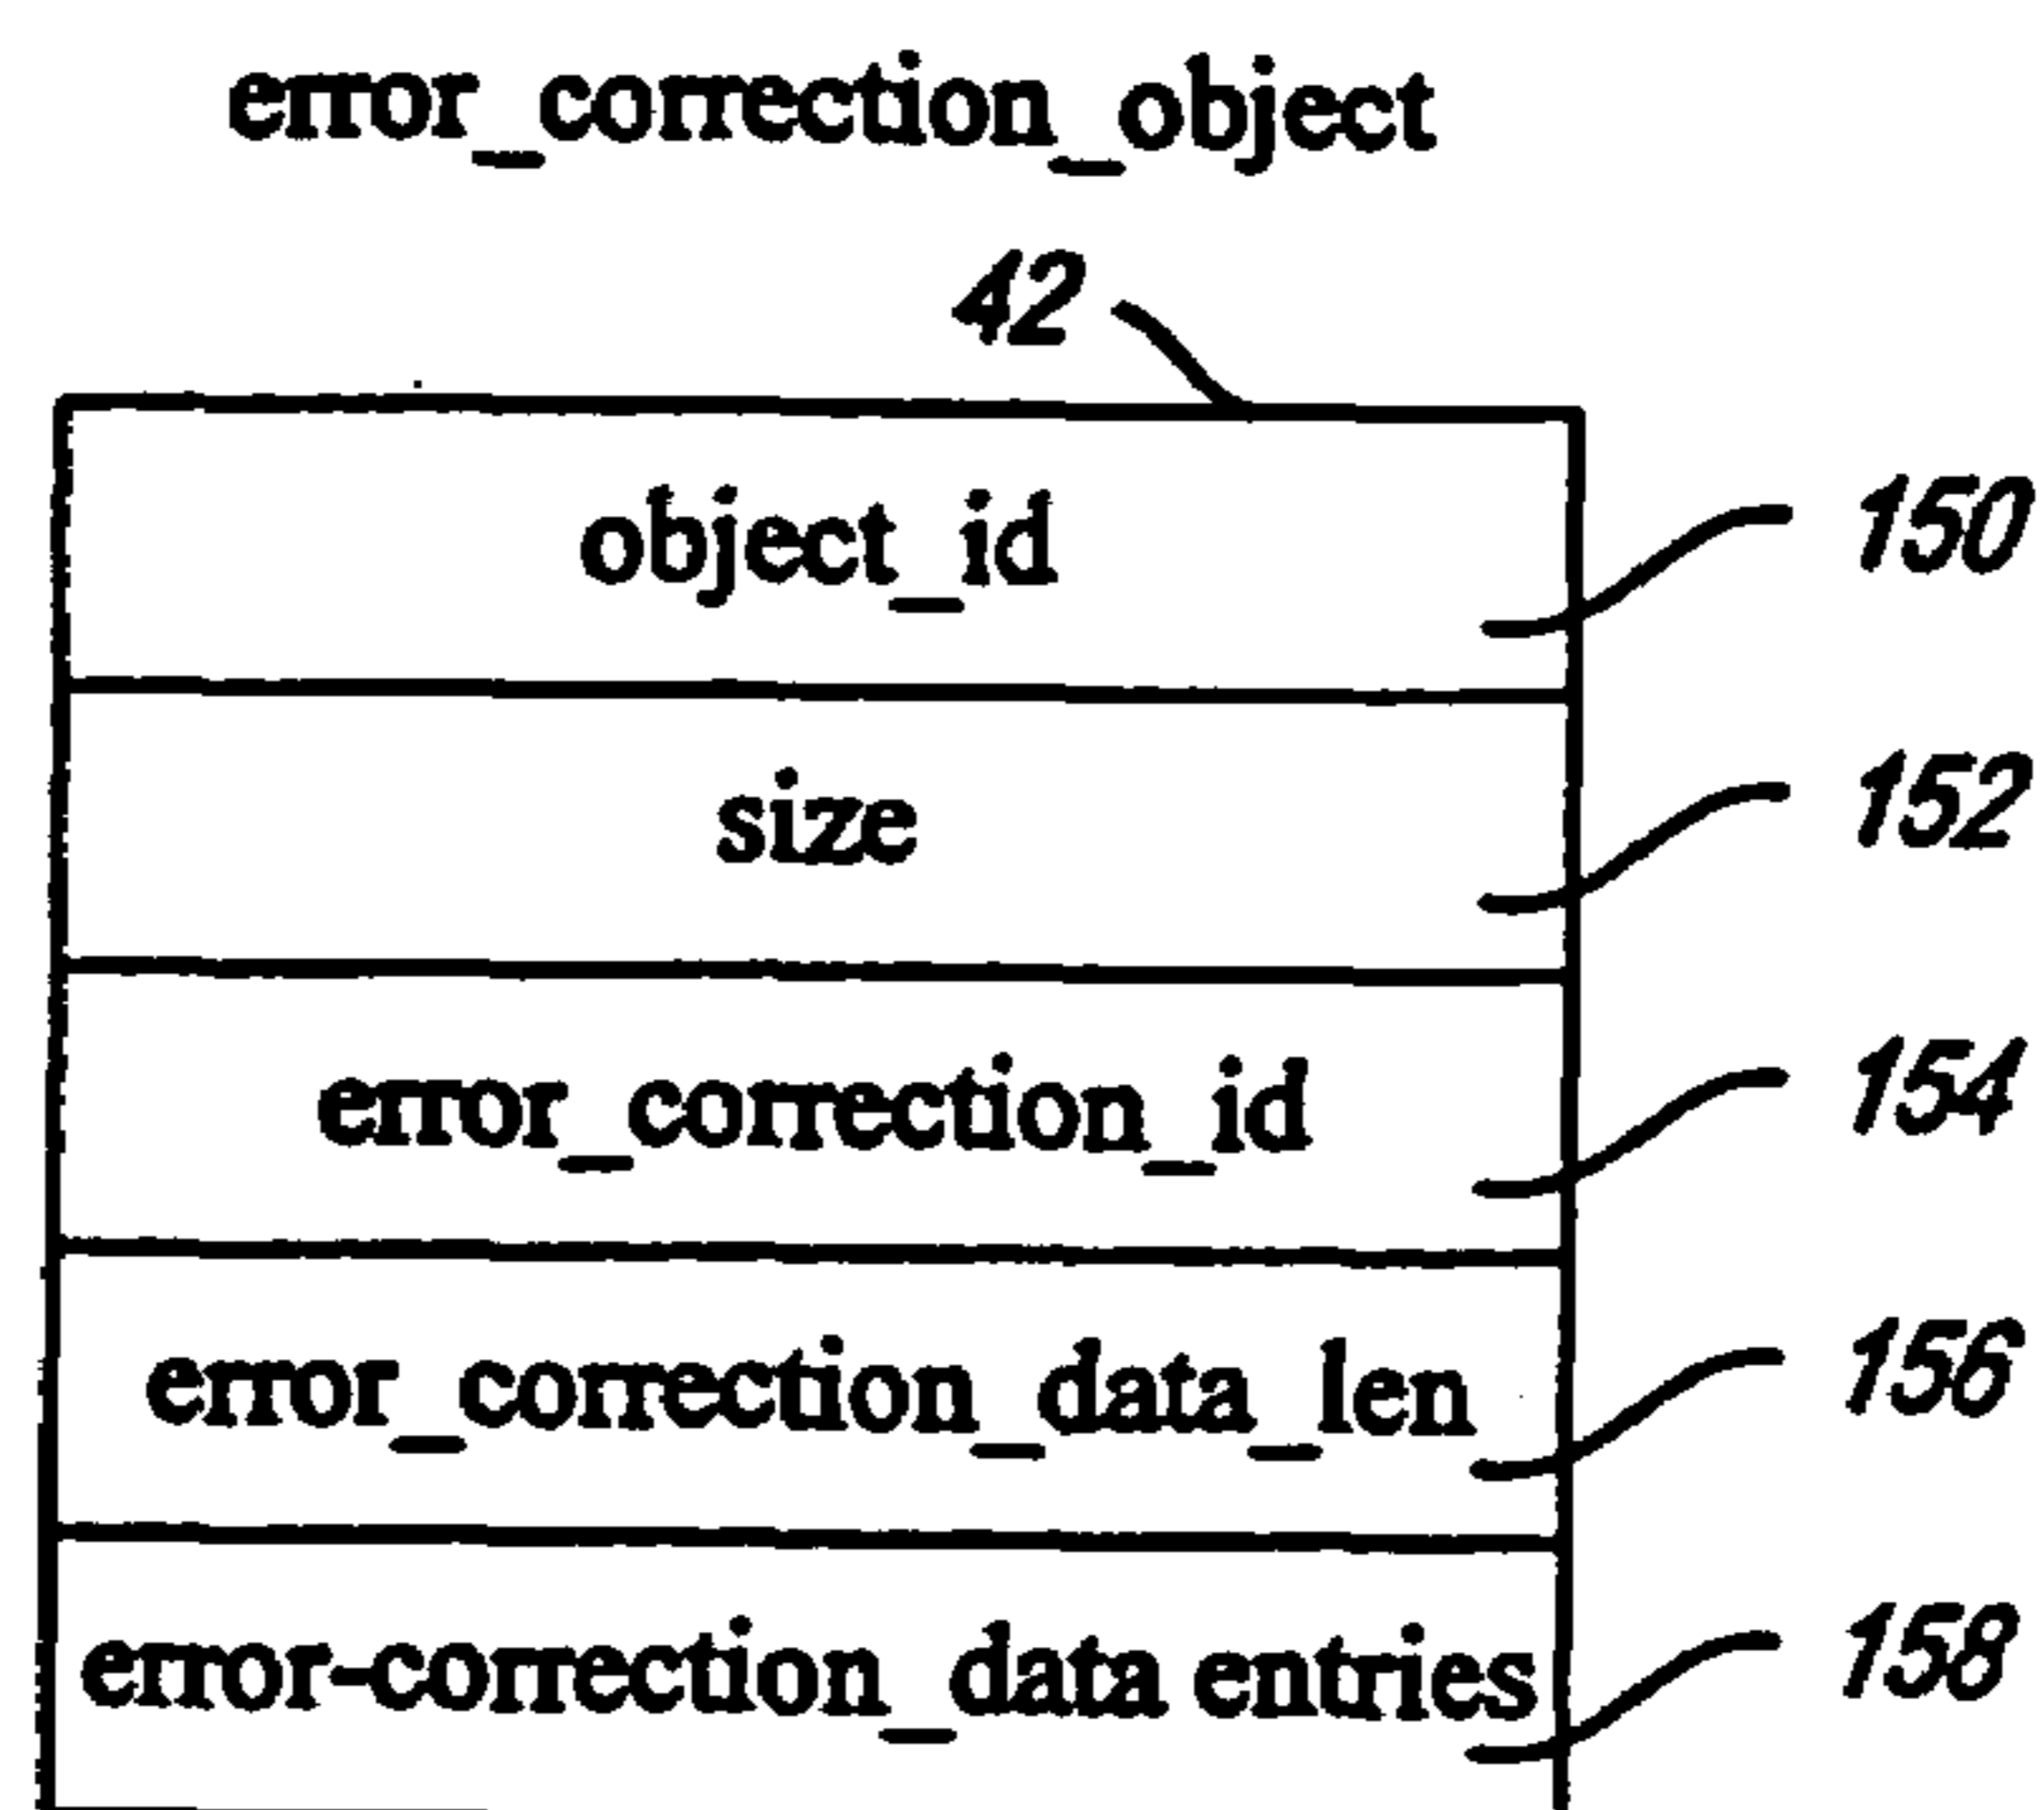 error_correction_object
42
object_id
150
size
152
error_correction_id
154
error_correction_data_len
156
error-correction_data entries
158